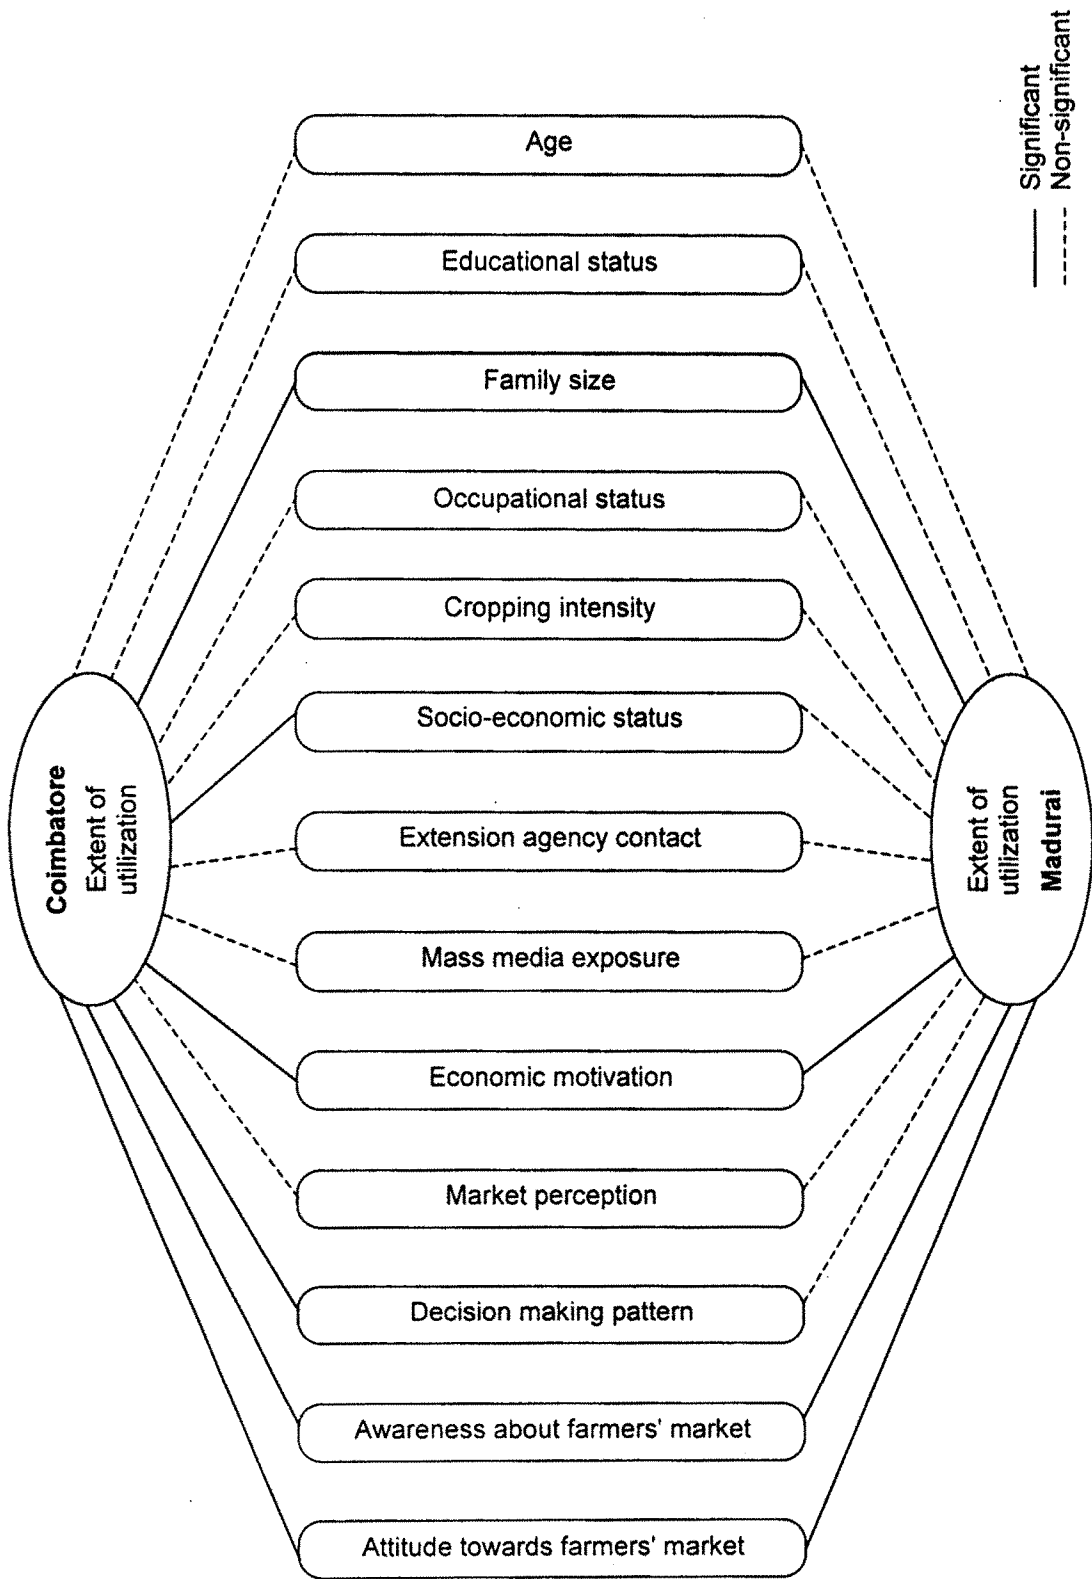 Coimbatore
Extent of
utilization
Age
Educational status
Family size
Occupational status
Cropping intensity
Socio-economic status
Extension agency contact
Mass media exposure
Economic motivation
Market perception
Decision making pattern
Awareness about farmers' market
Attitude towards farmers' market
Extent of
utilization
Madurai
Significant
Non-significant